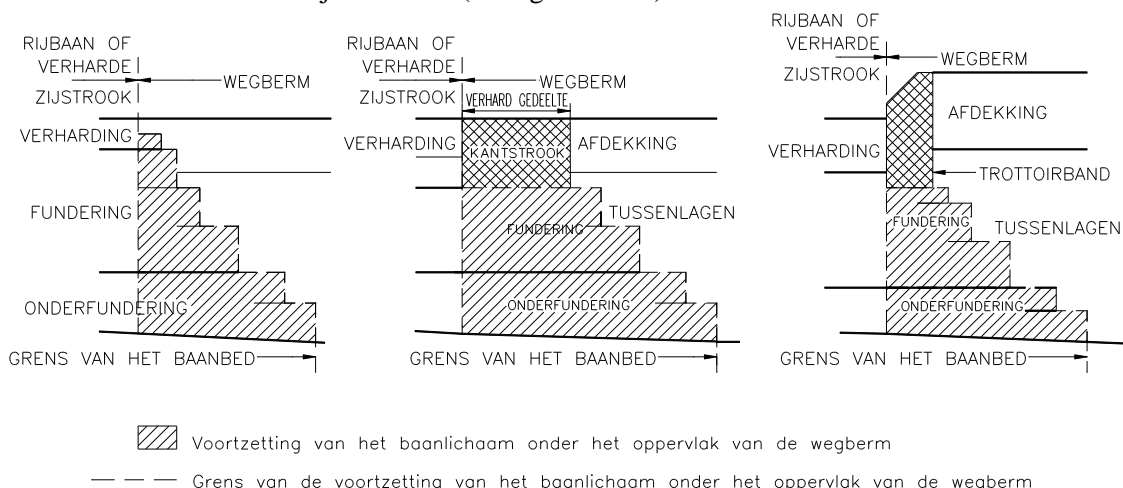 RIJBAAN OF
VERHARDE
ZIJSTROOK
WEGBERM
VERHARDING
FUNDERING
ONDERFUNDERING
GRENS VAN HET BAANBED
RIJBAAN OF
VERHARDE
ZIJSTROOK
WEGBERM
VERHARD GEDEELTE
VERHARDING
KANTSTROOK
AFDEKKING
TUSSENLAGEN
FUNDERING
ONDERFUNDERING
GRENS VAN HET BAANBED
RIJBAAN OF
VERHARDE
ZIJSTROOK
WEGBERM
AFDEKKING
VERHARDING
TROTTOIRBAND
FUNDERING
TUSSENLAGEN
ONDERFUNDERING
GRENS VAN HET BAANBED
Voortzetting van het baanlichaam onder het oppervlak van de wegberm
Grens van de voortzetting van het baanlichaam onder het oppervlak van de wegberm